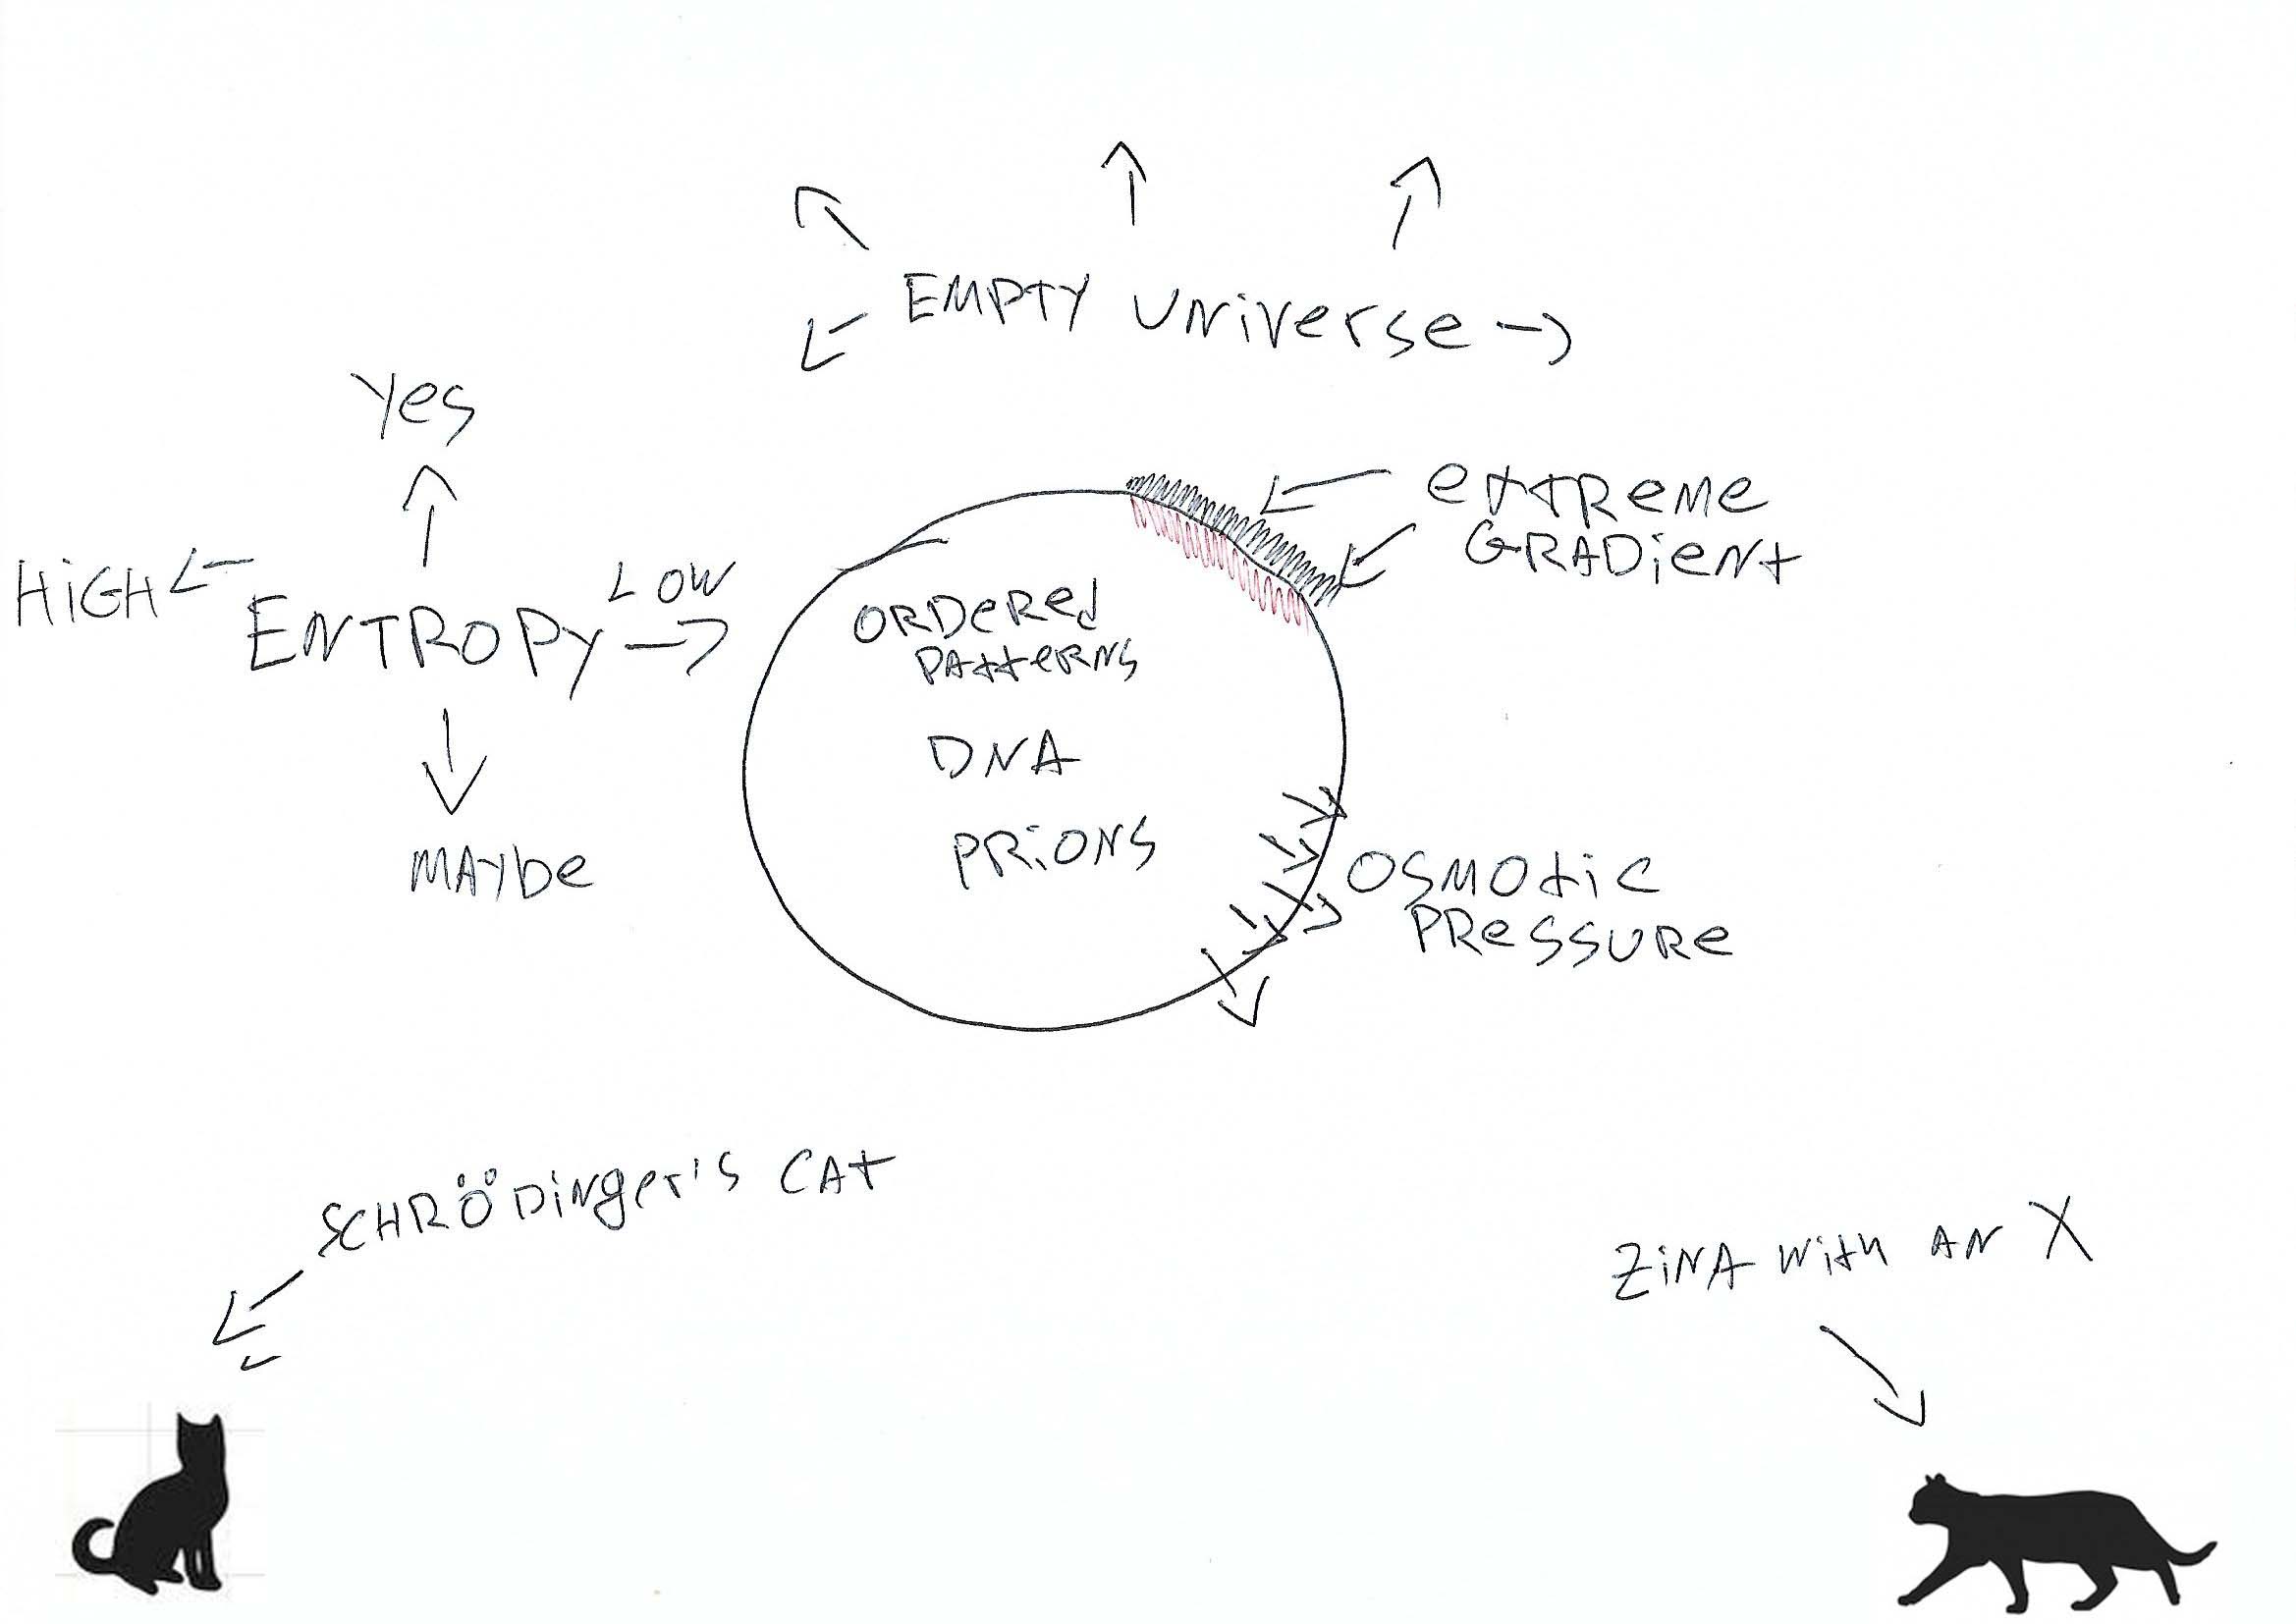 EMPTY UNiVerse
Yes
EXTREME
GRADieNt
HiGH
LOW
ENTROPY
ORDeRed
PAtteRNS
DNA
PRiONS
MAybe
OSMOtiC
PRESSURE
SCHRÖDiNger's CAt
ZiNA With AN X